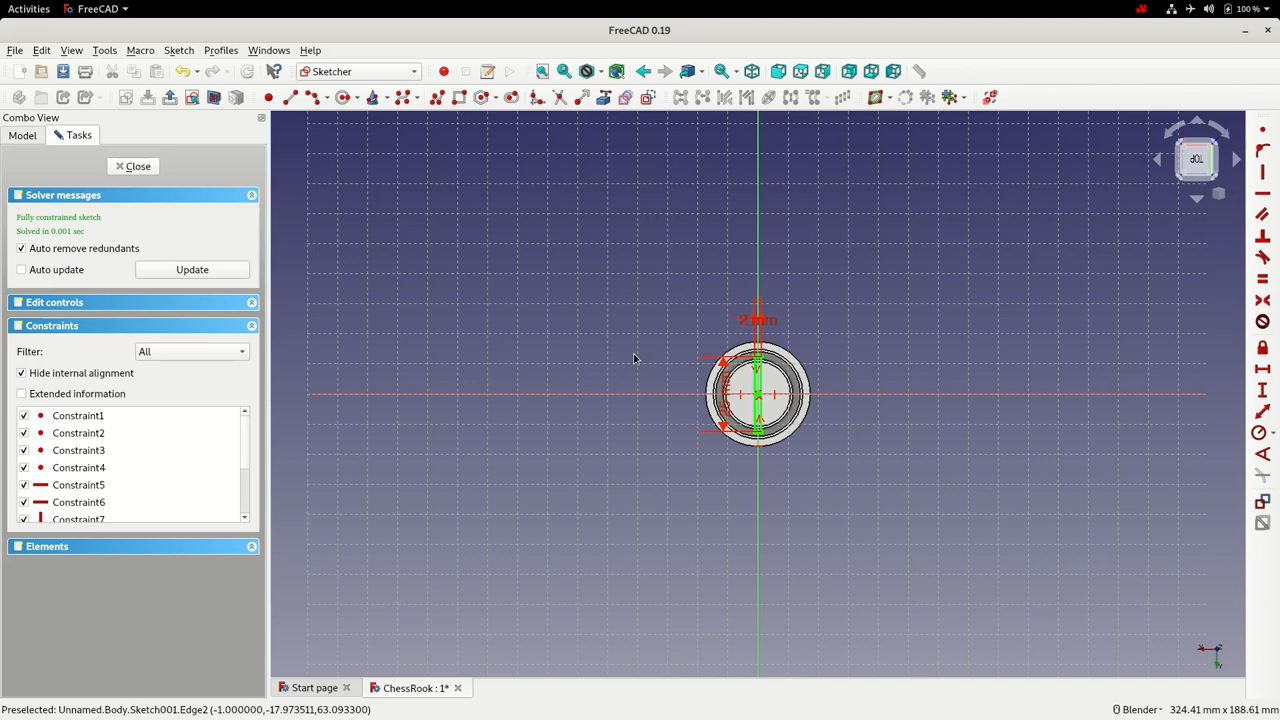 Activities FreeCAD 100 %
FreeCAD 0.19
File Edit View Tools Macro Sketch Profiles Windows Help
Sketcher
Combo View
Model Tasks
Close
Solver messages
Fully constrained sketch
Solved in 0.001 sec
Auto remove redundants
Auto update Update
Edit controls
Constraints
Filter: All
Hide internal alignment
Extended information
Constraint1
Constraint2
Constraint3
Constraint4
Constraint5
Constraint6
Constraint7
Elements
2 mm
TOP
Start page ChessRook : 1*
Preselected: Unnamed.Body.Sketch001.Edge2 (-1.000000,-17.973511,63.093300) Blender 324.41 mm x 188.61 mm